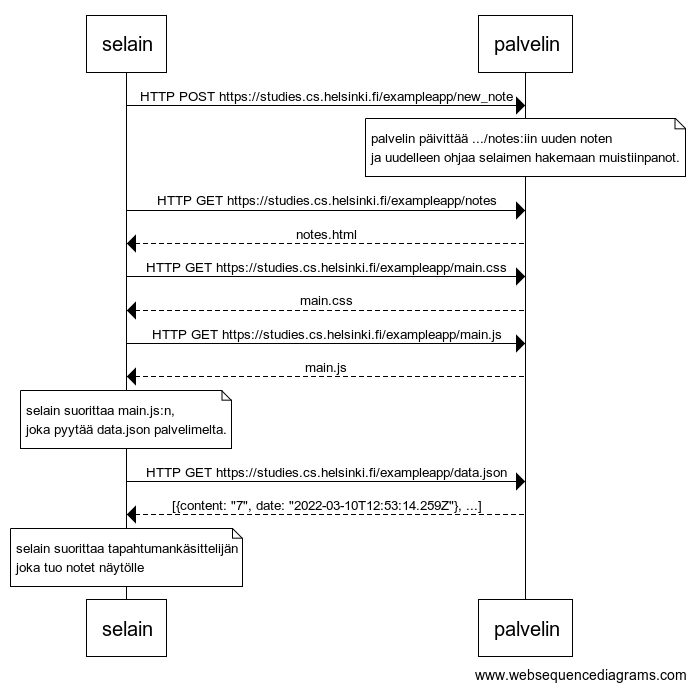 selain
palvelin
HTTP POST https://studies.cs.helsinki.fi/exampleapp/new_note
palvelin päivittää .../notes:iin uuden noten
ja uudelleen ohjaa selaimen hakemaan muistiinpanot.
HTTP GET https://studies.cs.helsinki.fi/exampleapp/notes
notes.html
HTTP GET https://studies.cs.helsinki.fi/exampleapp/main.css
main.css
HTTP GET https://studies.cs.helsinki.fi/exampleapp/main.js
main.js
selain suorittaa main.js:n,
joka pyytää data.json palvelimelta.
HTTP GET https://studies.cs.helsinki.fi/exampleapp/data.json
[{content: "7", date: "2022-03-10T12:53:14.259Z"}, ...]
selain suorittaa tapahtumankäsittelijän
joka tuo notet näytölle
selain
palvelin
www.websequencediagrams.com